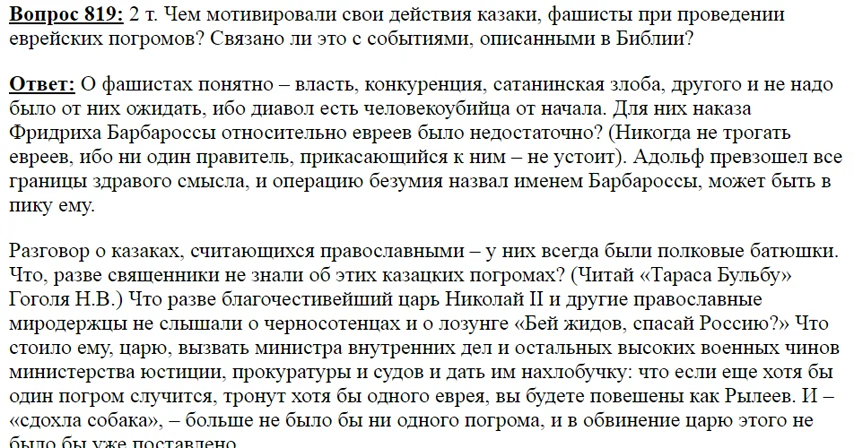 Вопрос 819: 2 т. Чем мотивировали свои действия казаки, фашисты при проведении
еврейских погромов? Связано ли это с событиями, описанными в Библии?
Ответ: О фашистах понятно – власть, конкуренция, сатанинская злоба, другого и не надо
было от них ожидать, ибо диавол есть человекоубийца от начала. Для них наказа
Фридриха Барбароссы относительно евреев было недостаточно? (Никогда не трогать
евреев, ибо ни один правитель, прикасающийся к ним – не устоит). Адольф превзошел все
границы здравого смысла, и операцию безумия назвал именем Барбароссы, может быть в
пику ему.
Разговор о казаках, считающихся православными – у них всегда были полковые батюшки.
Что, разве священники не знали об этих казацких погромах? (Читай «Тараса Бульбу»
Гоголя Н.В.) Что разве благочестивейший царь Николай II и другие православные
миродержцы не слышали о черносотенцах и о лозунге «Бей жидов, спасай Россию?» Что
стоило ему, царю, вызвать министра внутренних дел и остальных высоких военных чинов
министерства юстиции, прокуратуры и судов и дать им нахлобучку: что если еще хотя бы
один погром случится, тронут хотя бы одного еврея, вы будете повешены как Рылеев. И –
«сдохла собака», – больше не было бы ни одного погрома, и в обвинение царю этого не
было бы уже поставлено.